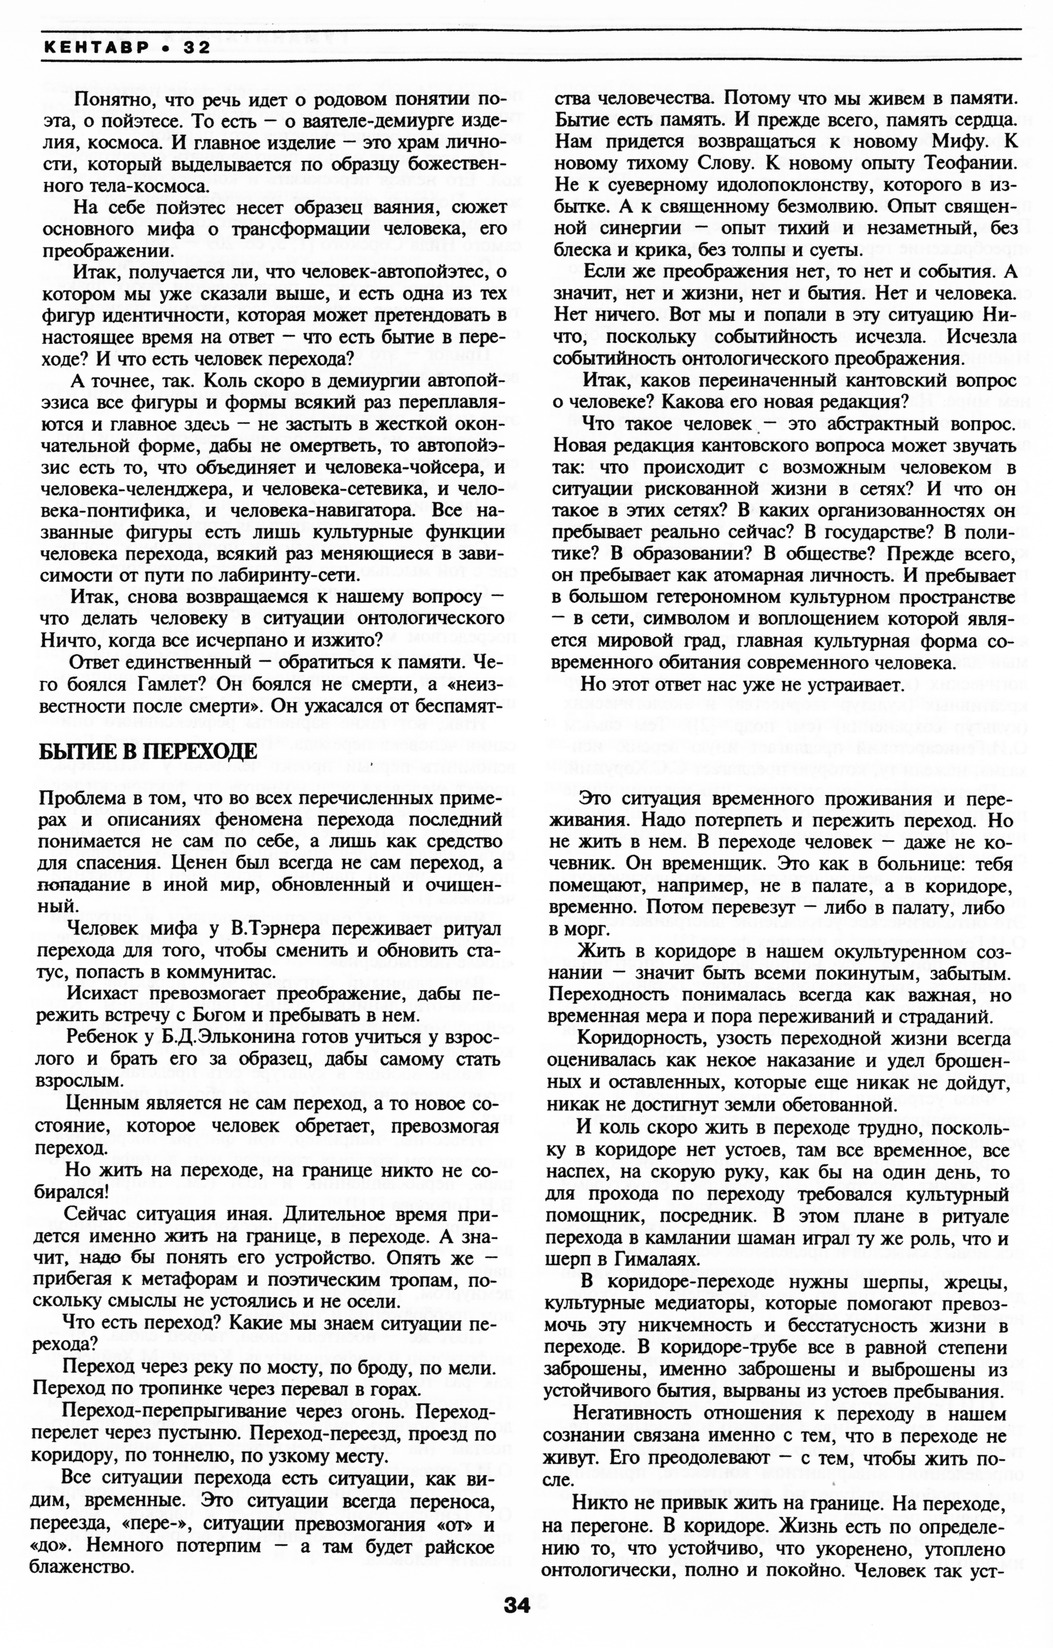 КЕНТАВР • 32
Понятно, что речь идет о родовом понятии по-
эта, о пойэтесе. То есть — о ваятеле-демиурге изде-
лия, космоса. И главное изделие — это храм лично-
сти, который выделывается по образцу божествен-
ного тела-космоса.
На себе пойэтес несет образец ваяния, сюжет
основного мифа о трансформации человека, его
преображении.
Итак, получается ли, что человек-автопойэтес, о
котором мы уже сказали выше, и есть одна из тех
фигур идентичности, которая может претендовать в
настоящее время на ответ — что есть бытие в пере-
ходе? И что есть человек перехода?
А точнее, так. Коль скоро в демиургии автопой-
эзиса все фигуры и формы всякий раз переплавля-
ются и главное здесь — не застыть в жесткой окон-
чательной форме, дабы не омертветь, то автопойэ-
зис есть то, что объединяет и человека-чойсера, и
человека-челенджера, и человека-сетевика, и чело-
века-понтифика, и человека-навигатора. Все на-
званные фигуры есть лишь культурные функции
человека перехода, всякий раз меняющиеся в зави-
симости от пути по лабиринту-сети.
Итак, снова возвращаемся к нашему вопросу —
что делать человеку в ситуации онтологического
Ничто, когда все исчерпано и изжито?
Ответ единственный — обратиться к памяти. Че-
го боялся Гамлет? Он боялся не смерти, а «неиз-
вестности после смерти». Он ужасался от беспамят-
ства человечества. Потому что мы живем в памяти.
Бытие есть память. И прежде всего, память сердца.
Нам придется возвращаться к новому Мифу. К
новому тихому Слову. К новому опыту Теофании.
Не к суеверному идолопоклонству, которого в из-
бытке. А к священному безмолвию. Опыт священ-
ной синергии — опыт тихий и незаметный, без
блеска и крика, без толпы и суеты.
Если же преображения нет, то нет и события. А
значит, нет и жизни, нет и бытия. Нет и человека.
Нет ничего. Вот мы и попали в эту ситуацию Ни-
что, поскольку событийность исчезла. Исчезла
событийность онтологического преображения.
Итак, каков переиначенный кантовский вопрос
о человеке? Какова его новая редакция?
Что такое человек — это абстрактный вопрос.
Новая редакция кантовского вопроса может звучать
так: что происходит с возможным человеком в
ситуации рискованной жизни в сетях? И что он
такое в этих сетях? В каких организованностях он
пребывает реально сейчас? В государстве? В поли-
тике? В образовании? В обществе? Прежде всего,
он пребывает как атомарная личность. И пребывает
в большом гетерономном культурном пространстве
— в сети, символом и воплощением которой явля-
ется мировой град, главная культурная форма со-
временного обитания современного человека.
Но этот ответ нас уже не устраивает.
БЫТИЕ В ПЕРЕХОДЕ
Проблема в том, что во всех перечисленных приме-
рах и описаниях феномена перехода последний
понимается не сам по себе, а лишь как средство
для спасения. Ценен был всегда не сам переход, а
попадание в иной мир, обновленный и очищен-
ный.
Человек мифа у В.Тэрнера переживает ритуал
перехода для того, чтобы сменить и обновить ста-
тус, попасть в коммунитас.
Исихаст превозмогает преображение, дабы пе-
режить встречу с Богом и пребывать в нем.
Ребенок у Б.Д.Эльконина готов учиться у взрос-
лого и брать его за образец, дабы самому стать
взрослым.
Ценным является не сам переход, а то новое со-
стояние, которое человек обретает, превозмогая
переход.
Но жить на переходе, на границе никто не со-
бирался!
Сейчас ситуация иная. Длительное время при-
дется именно жить на границе, в переходе. А зна-
чит, надо бы понять его устройство. Опять же —
прибегая к метафорам и поэтическим тропам, по-
скольку смыслы не устоялись и не осели.
Что есть переход? Какие мы знаем ситуации пе-
рехода?
Переход через реку по мосту, по броду, по мели.
Переход по тропинке через перевал в горах.
Переход-перепрыгивание через огонь. Переход-
перелет через пустыню. Переход-переезд, проезд по
коридору, по тоннелю, по узкому месту.
Все ситуации перехода есть ситуации, как ви-
дим, временные. Это ситуации всегда переноса,
переезда, «пере-», ситуации превозмогания «от» и
«до». Немного потерпим — а там будет райское
блаженство.
Это ситуация временного проживания и пере-
живания. Надо потерпеть и пережить переход. Но
не жить в нем. В переходе человек — даже не ко-
чевник. Он временщик. Это как в больнице: тебя
помещают, например, не в палате, а в коридоре,
временно. Потом перевезут — либо в палату, либо
в морг.
Жить в коридоре в нашем окультуренном соз-
нании — значит быть всеми покинутым, забытым.
Переходность понималась всегда как важная, но
временная мера и пора переживаний и страданий.
Коридорность, узость переходной жизни всегда
оценивалась как некое наказание и удел брошен-
ных и оставленных, которые еще никак не дойдут,
никак не достигнут земли обетованной.
И коль скоро жить в переходе трудно, посколь-
ку в коридоре нет устоев, там все временное, все
наспех, на скорую руку, как бы на один день, то
для прохода по переходу требовался культурный
помощник, посредник. В этом плане в ритуале
перехода в камлании шаман играл ту же роль, что и
шерп в Гималаях.
В коридоре-переходе нужны шерпы, жрецы,
культурные медиаторы, которые помогают превоз-
мочь эту никчемность и бесстатусность жизни в
переходе. В коридоре-трубе все в равной степени
заброшены, именно заброшены и выброшены из
устойчивого бытия, вырваны из устоев пребывания.
Негативность отношения к переходу в нашем
сознании связана именно с тем, что в переходе не
живут. Его преодолевают — с тем, чтобы жить по-
сле.
Никто не привык жить на границе. На переходе,
на перегоне. В коридоре. Жизнь есть по определе-
нию то, что устойчиво, что укоренено, утоплено
онтологически, полно и покойно. Человек так уст-
34